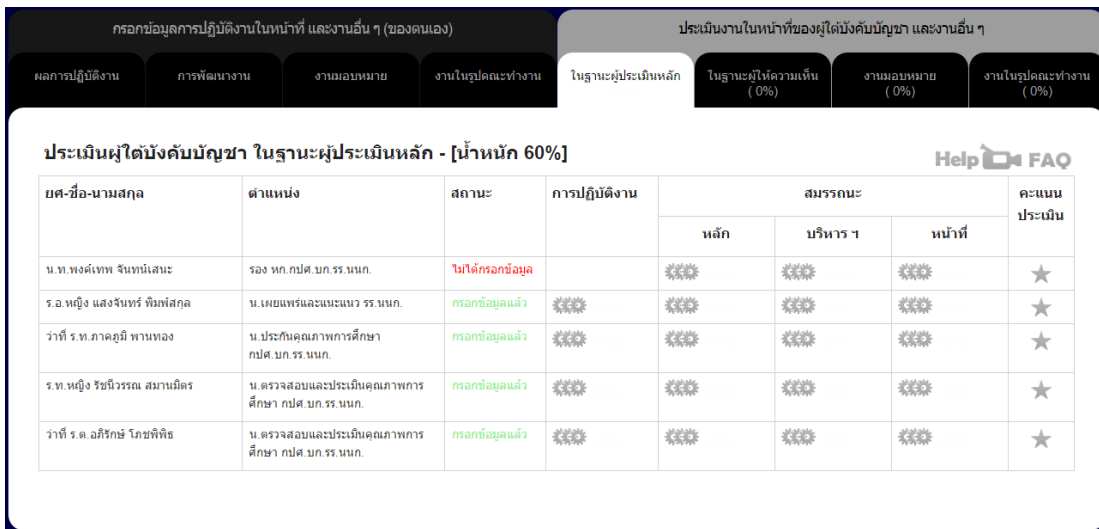 กรอกข้อมูลการปฏิบัติงานในหน้าที่ และงานอื่น ๆ (ของตนเอง)
ประเมินงานในหน้าที่ของผู้ใต้บังคับบัญชา และงานอื่น ๆ
ผลการปฏิบัติงาน
การพัฒนางาน
งานมอบหมาย
งานในรูปคณะทำงาน
ในฐานะผู้ประเมินหลัก
ในฐานะผู้ให้ความเห็น
( 0%)
งานมอบหมาย
( 0%)
งานในรูปคณะทำงาน
( 0%)
ประเมินผู้ใต้บังคับบัญชา ในฐานะผู้ประเมินหลัก - [น้ำหนัก 60%]
Help FAQ
ยศ-ชื่อ-นามสกุล
ตำแหน่ง
สถานะ
การปฏิบัติงาน
สมรรถนะ
คะแนน
ประเมิน
หลัก
บริหาร ฯ
หน้าที่
น.ท.พงค์เทพ จันทน์เสนะ
รอง หก.กปศ.บก.รร.นนก.
ไม่ได้กรอกข้อมูล
ร.อ.หญิง แสงจันทร์ พิมพ์สกุล
น.เผยแพร่และแนะแนว รร.นนก.
กรอกข้อมูลแล้ว
ว่าที่ ร.ท.ภาคภูมิ พานทอง
น.ประกันคุณภาพการศึกษา
กปศ.บก.รร.นนก.
กรอกข้อมูลแล้ว
ร.ท.หญิง รัชนีวรรณ สมานมิตร
น.ตรวจสอบและประเมินคุณภาพการ
ศึกษา กปศ.บก.รร.นนก.
กรอกข้อมูลแล้ว
ว่าที่ ร.ต.อภิรักษ์ โภชพิพิธ
น.ตรวจสอบและประเมินคุณภาพการ
ศึกษา กปศ.บก.รร.นนก.
กรอกข้อมูลแล้ว